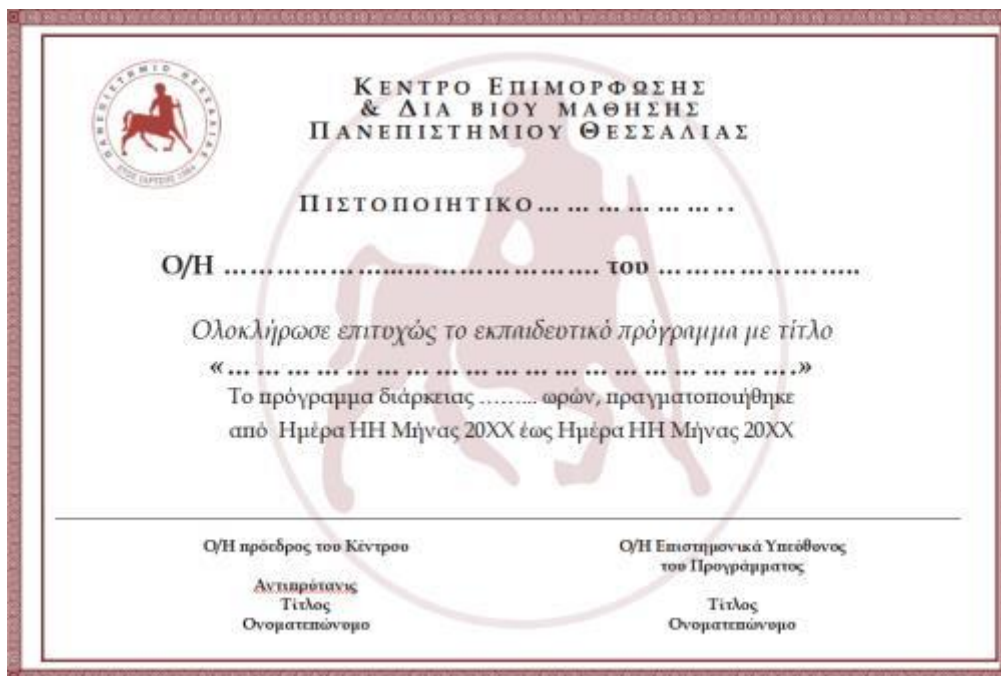 ΠΑΝΕΠΙΣΤΗΜΙΟ ΘΕΣΣΑΛΙΑΣ
ΚΕΝΤΡΟ ΕΠΙΜΟΡΦΩΣΗΣ
& ΔΙΑ ΒΙΟΥ ΜΑΘΗΣΗΣ
ΠΑΝΕΠΙΣΤΗΜΙΟΥ ΘΕΣΣΑΛΙΑΣ
ΠΙΣΤΟΠΟΙΗΤΙΚΟ... ... ... ... ... ... . .
Ο/Η ……………………………………. του …………………..
Ολοκλήρωσε επιτυχώς το εκπαιδευτικό πρόγραμμα με τίτλο
«... ... ... ... ... ... ... ... ... ... ... ... ... ... ... ... ... ... ... ....»
Το πρόγραμμα διάρκειας …….... ωρών, πραγματοποιήθηκε
από Ημέρα ΗΗ Μήνας 20ΧΧ έως Ημέρα ΗΗ Μήνας 20ΧΧ
Ο/Η πρόεδρος του Κέντρου
Αντιπρύτανις
Τίτλος
Ονοματεπώνυμο
Ο/Η Επιστημονικά Υπεύθυνος
του Προγράμματος
Τίτλος
Ονοματεπώνυμο